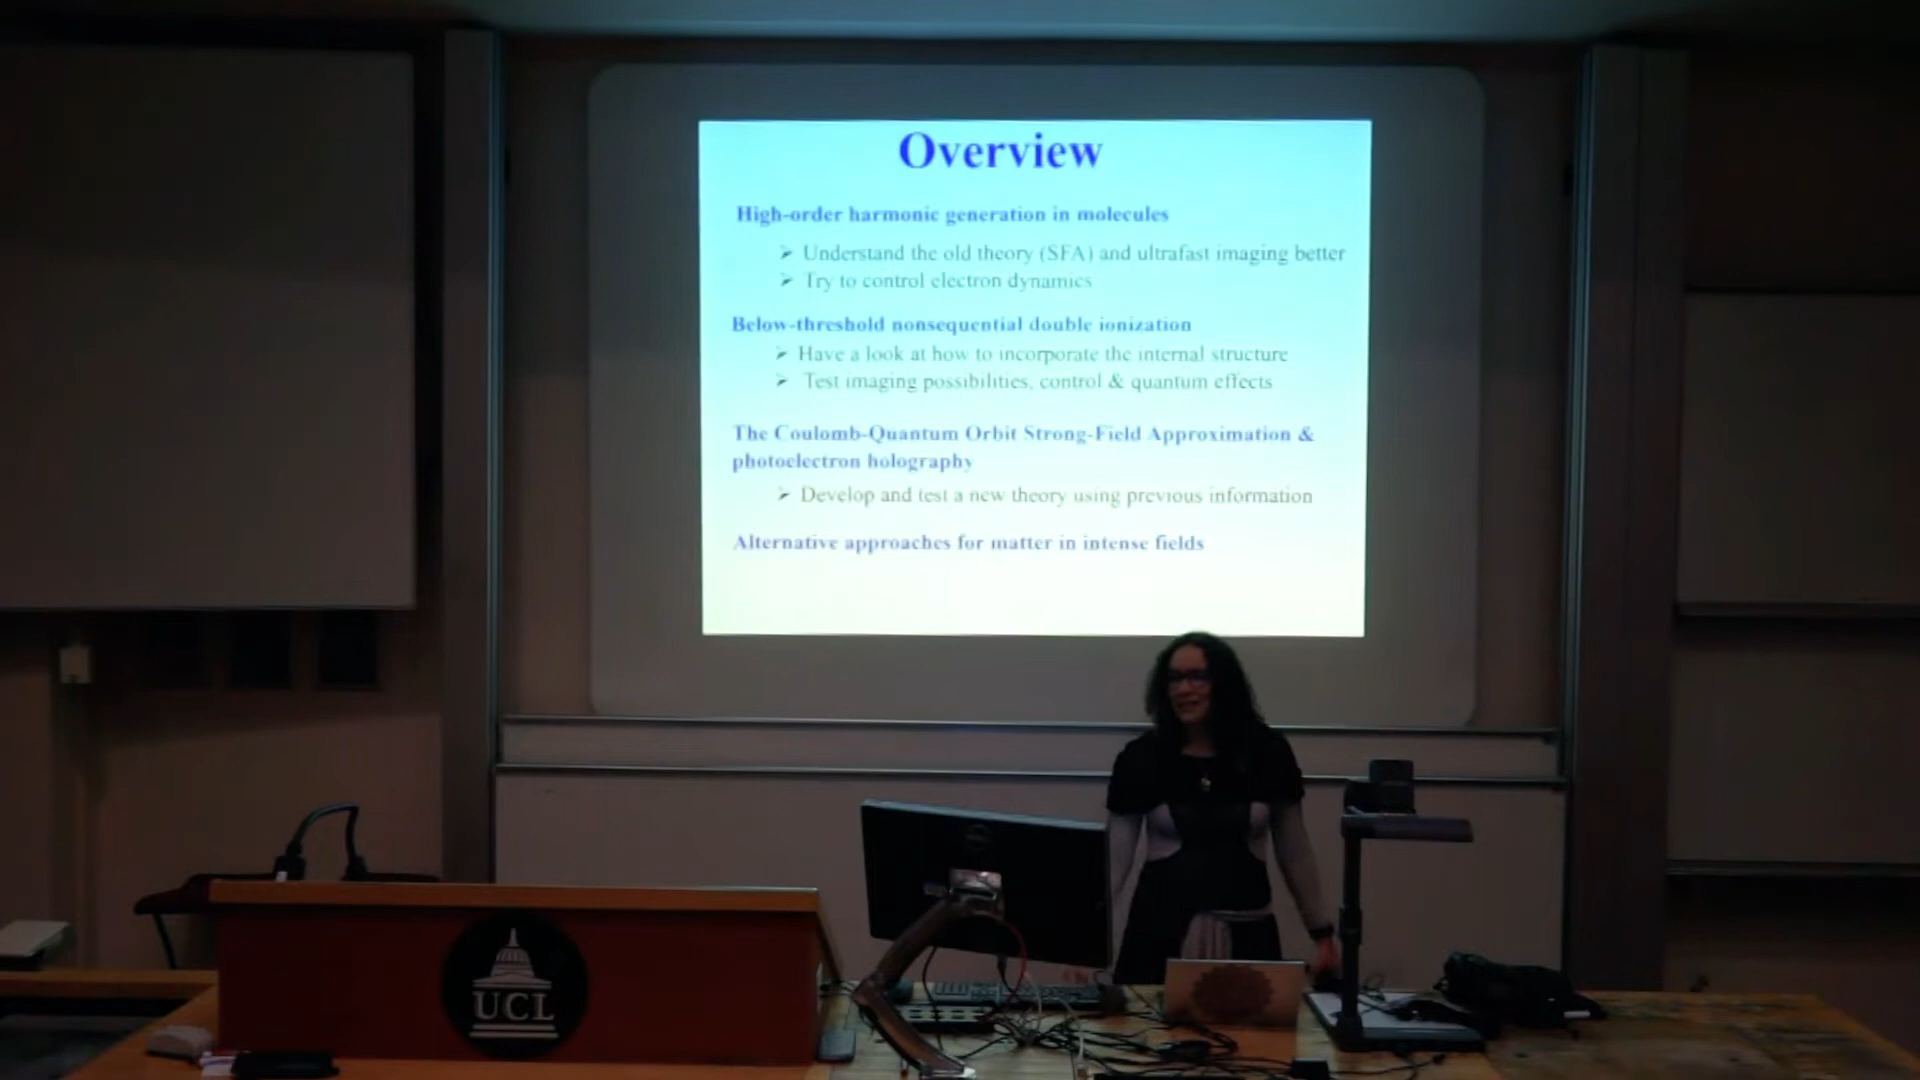 Overview
High-order harmonic generation in molecules
➤ Understand the old theory (SFA) and ultrafast imaging better
➤ Try to control electron dynamics
Below-threshold nonsequential double ionization
➤ Have a look at how to incorporate the internal structure
➤ Test imaging possibilities, control & quantum effects
The Coulomb-Quantum Orbit Strong-Field Approximation &
photoelectron holography
➤ Develop and test a new theory using previous information
Alternative approaches for matter in intense fields
UCL